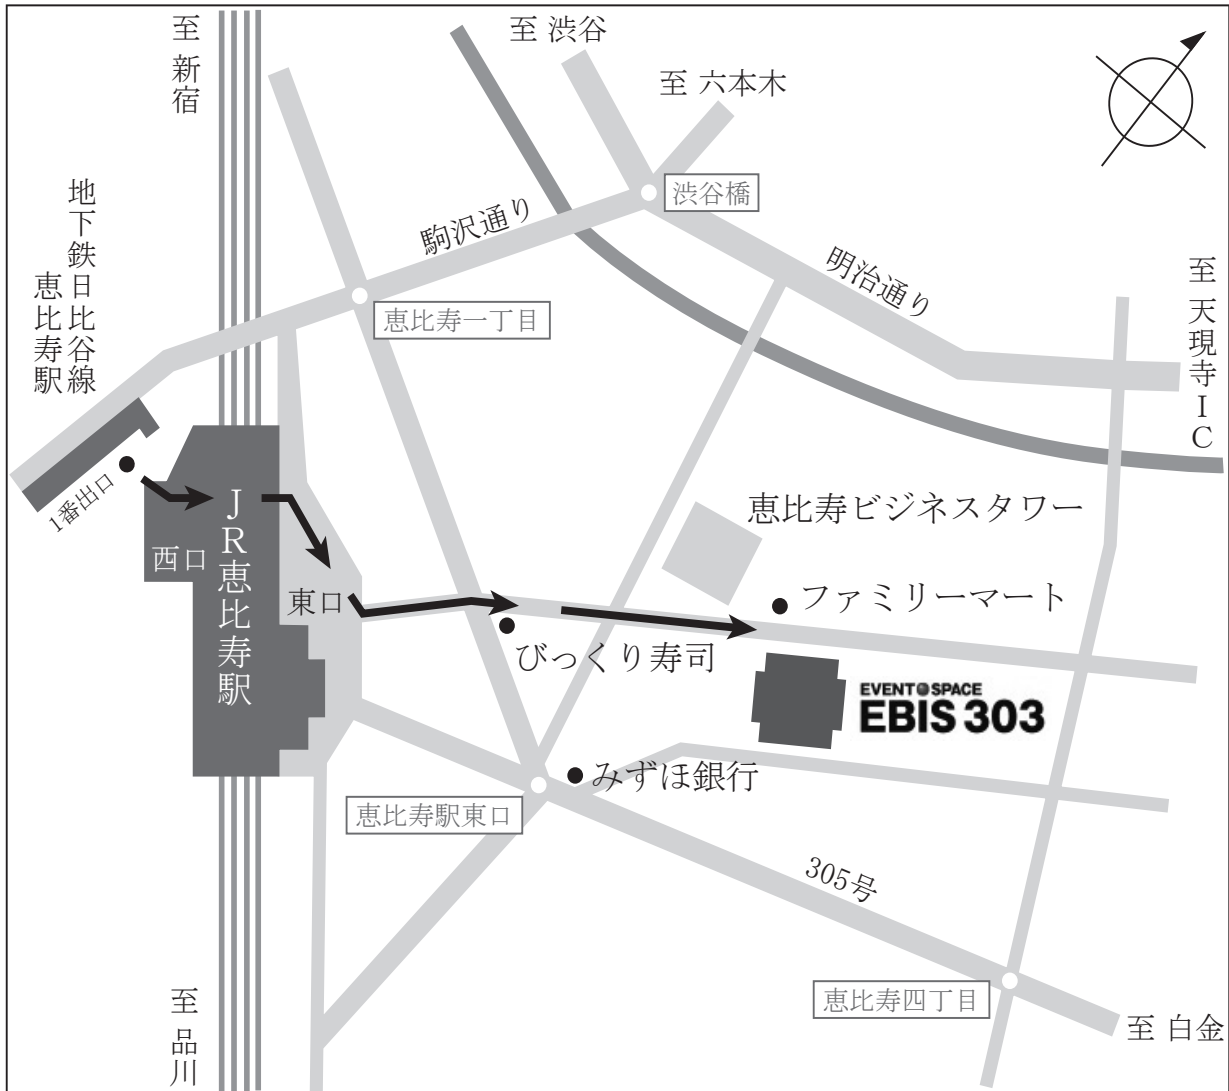 至 新宿
至 渋谷
至 六本木
地下鉄日比谷線
恵比寿駅
渋谷橋
駒沢通り
明治通り
至 天現寺IC
恵比寿一丁目
1番出口
西口
JR恵比寿駅
東口
恵比寿ビジネスタワー
ファミリーマート
びっくり寿司
EVENT SPACE
EBIS 303
みずほ銀行
恵比寿駅東口
305号
恵比寿四丁目
至 白金
至 品川